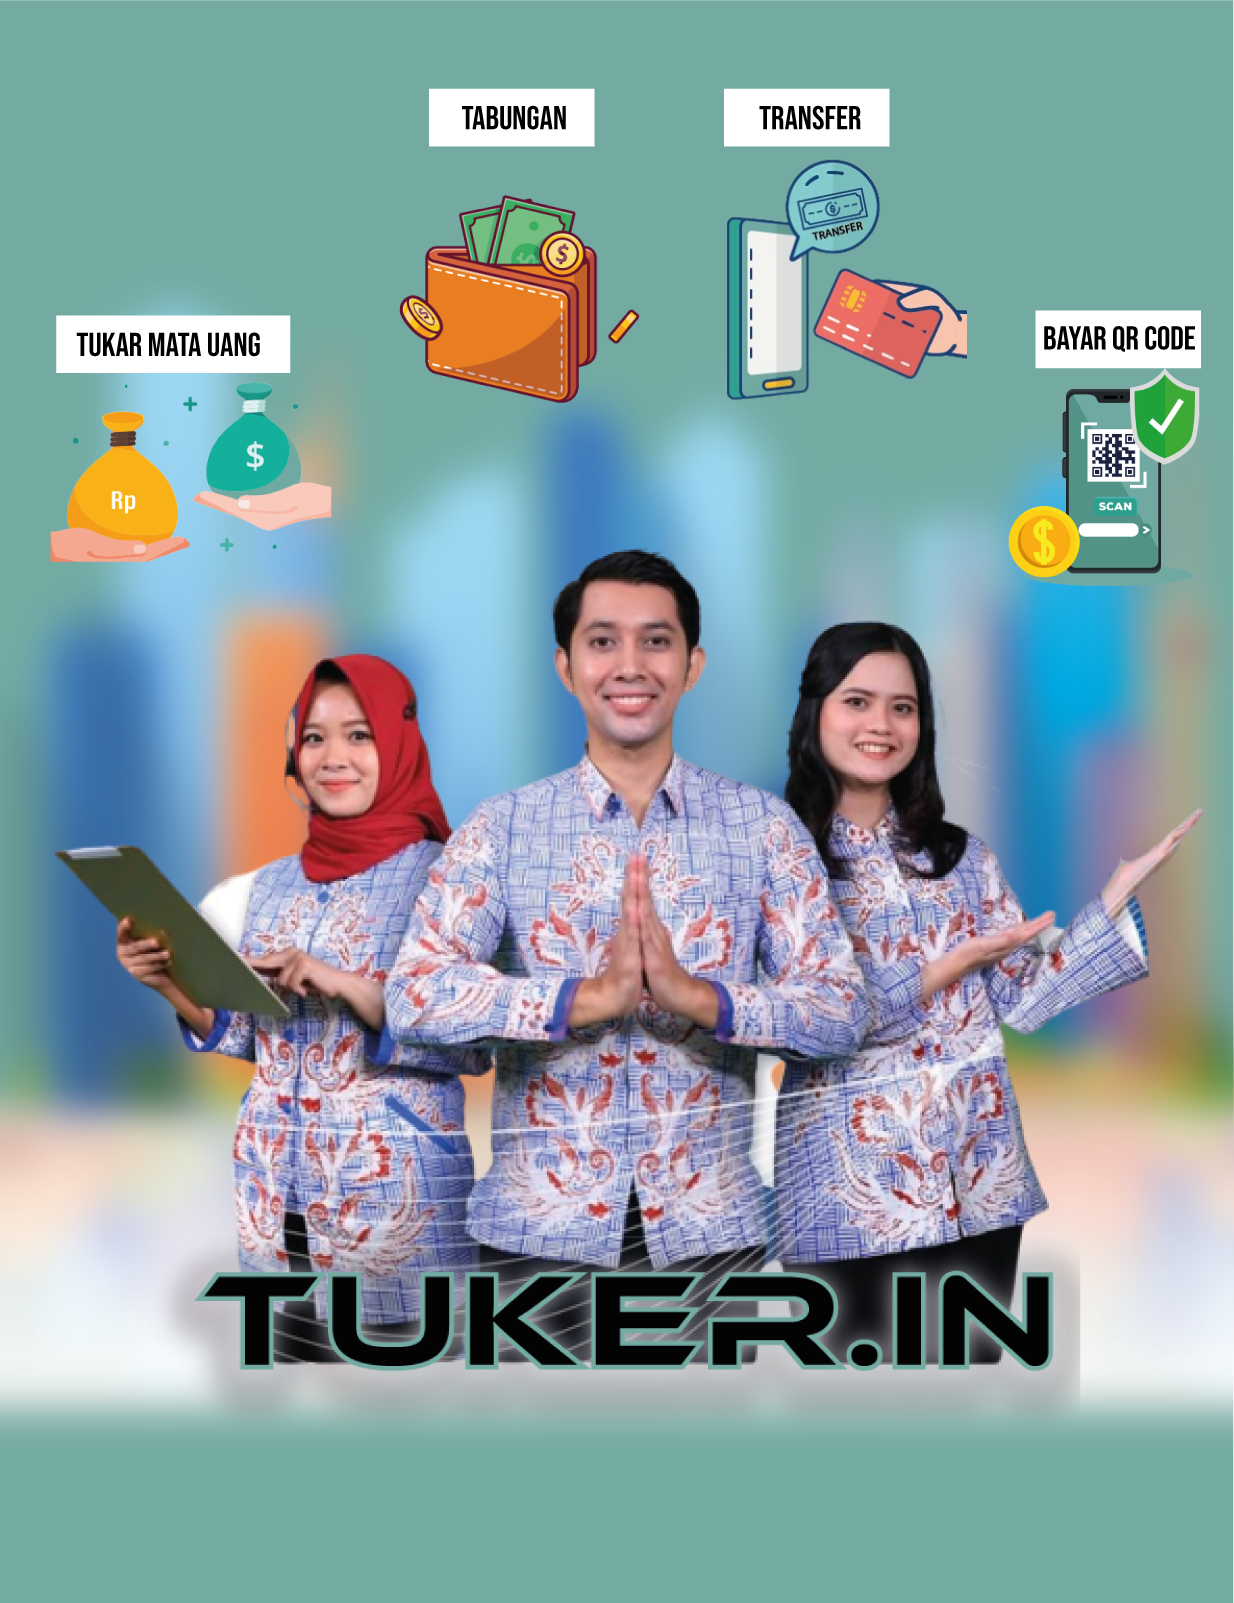 TABUNGAN
TRANSFER
TRANSFER
TUKAR MATA UANG
BAYAR QR CODE
$
$
Rp
SCAN
$
TUKER.IN